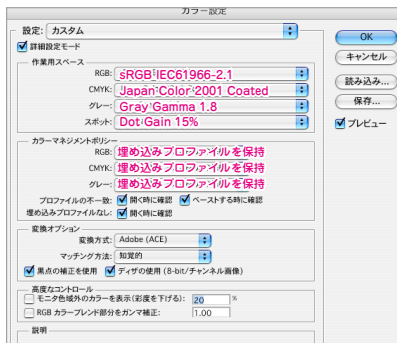 カラー設定
設定: カスタム
詳細設定モード
作業用スペース
RGB: sRGB IEC61966-2.1
CMYK: Japan Color 2001 Coated
グレー: Gray Gamma 1.8
スポット: Dot Gain 15%
カラーマネジメントポリシー
RGB: 埋め込みプロファイルを保持
CMYK: 埋め込みプロファイルを保持
グレー: 埋め込みプロファイルを保持
プロファイルの不一致: 開く時に確認 ペーストする時に確認
埋め込みプロファイルなし: 開く時に確認
変換オプション
変換方式: Adobe (ACE)
マッチング方法: 知覚的
黒点の補正を使用 ディザの使用 (8-bit/チャンネル画像)
高度なコントロール
モニタ色域外のカラーを表示(彩度を下げる): 20 %
RGB カラーブレンド部分をガンマ補正: 1.00
説明
OK
キャンセル
読み込み...
保存...
プレビュー